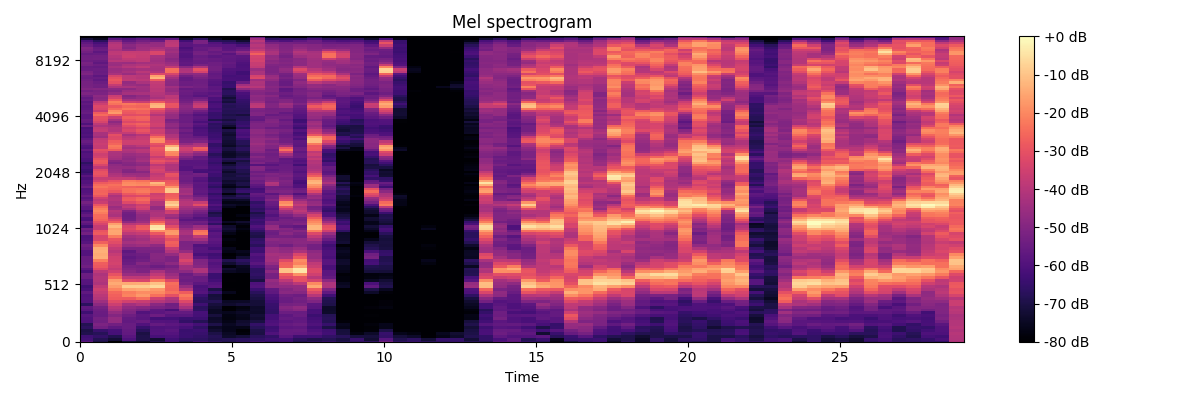 Mel spectrogram
8192
4096
2048
1024
512
0
Hz
0 5 10 15 20 25
Time
+0 dB
-10 dB
-20 dB
-30 dB
-40 dB
-50 dB
-60 dB
-70 dB
-80 dB